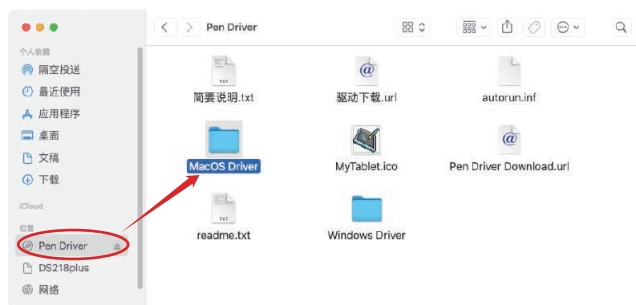 Pen Driver
个人收藏
隔空投送
最近使用
应用程序
桌面
文稿
下载
iCloud
位置
Pen Driver
DS218plus
网络
TXT
简要说明.txt
@
驱动下载.url
autorun.inf
MacOS Driver
MyTablet.ico
@
Pen Driver Download.url
TXT
readme.txt
Windows Driver